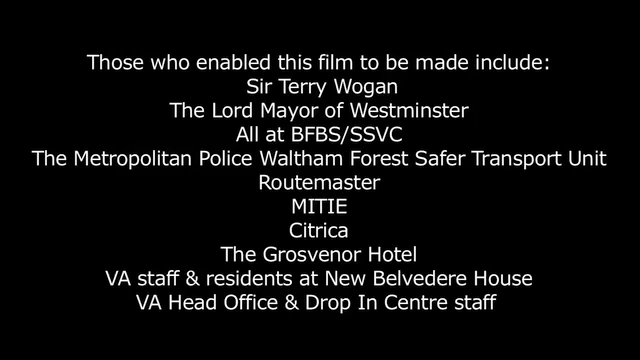 Those who enabled this film to be made include:
Sir Terry Wogan
The Lord Mayor of Westminster
All at BFBS/SSVC
The Metropolitan Police Waltham Forest Safer Transport Unit
Routemaster
MITIE
Citrica
The Grosvenor Hotel
VA staff & residents at New Belvedere House
VA Head Office & Drop In Centre staff